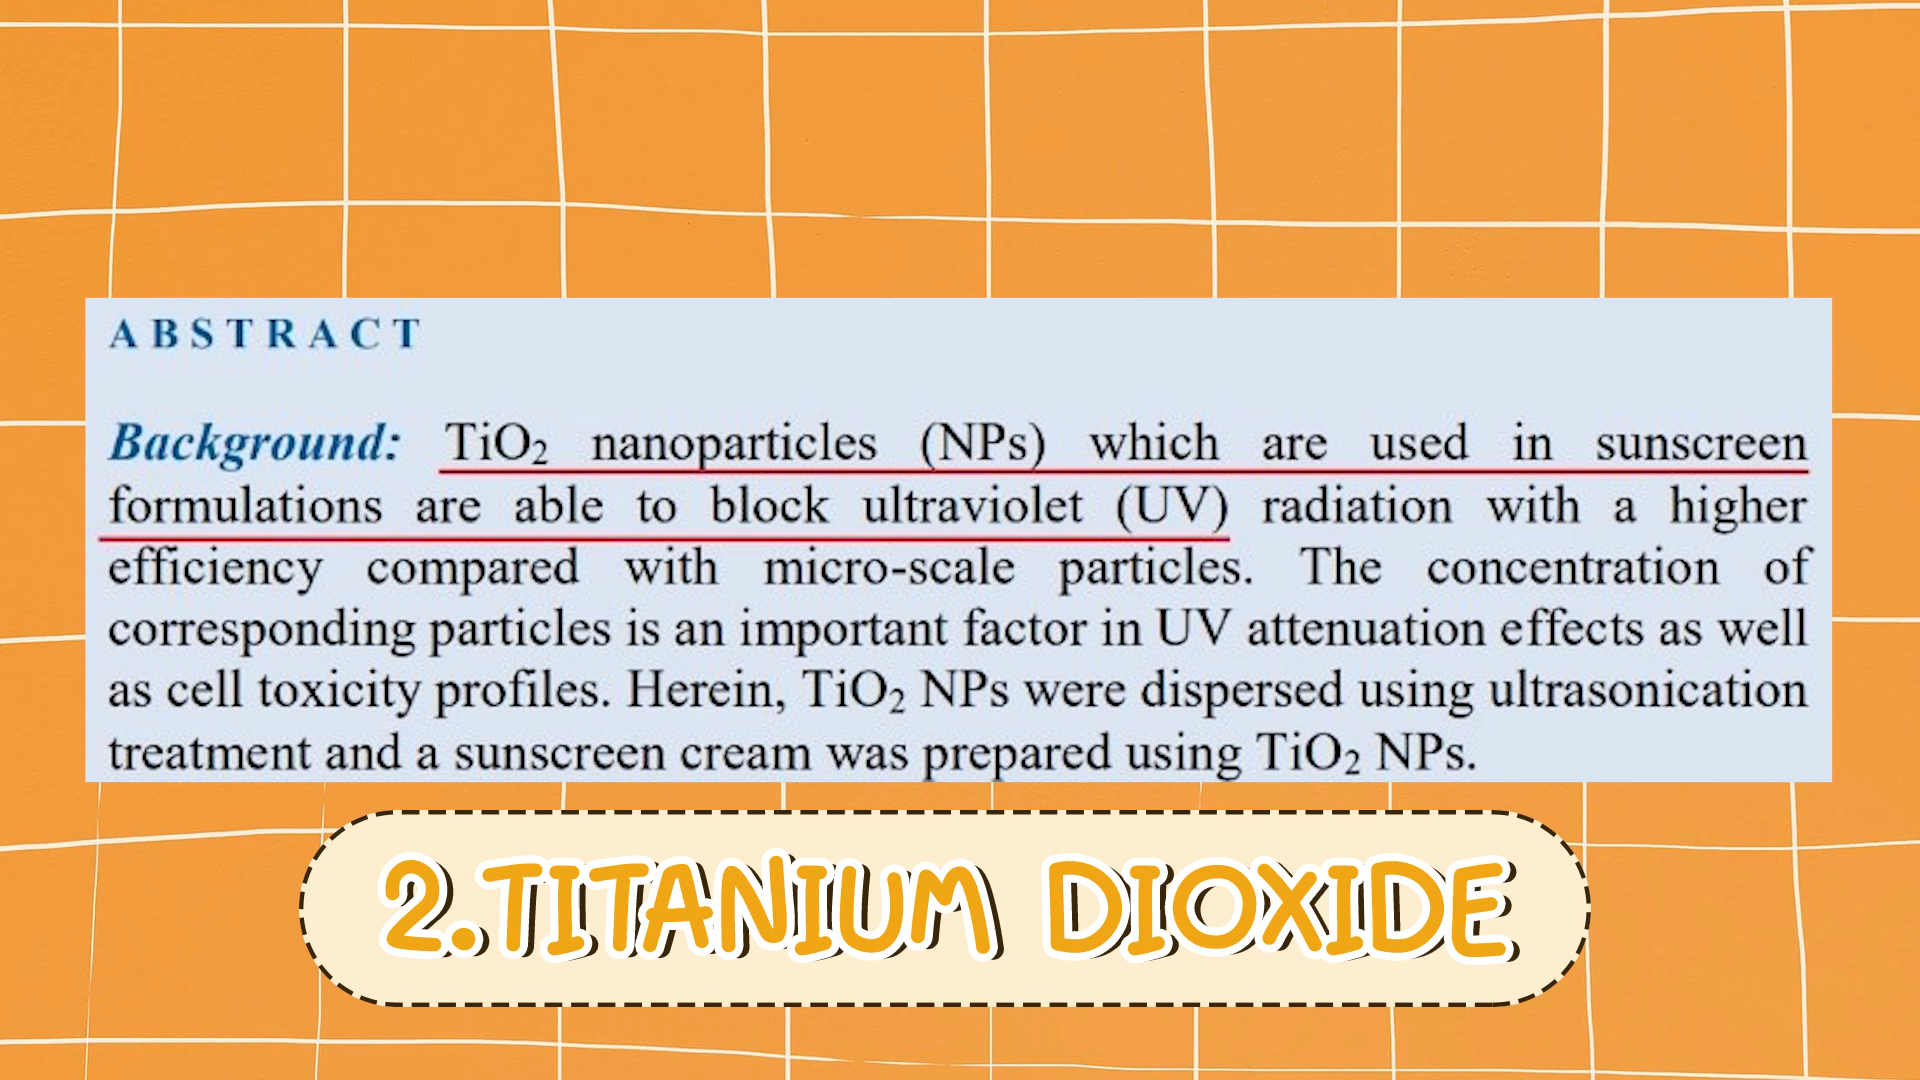 ABSTRACT
Background: TiO₂ nanoparticles (NPs) which are used in sunscreen
formulations are able to block ultraviolet (UV) radiation with a higher
efficiency compared with micro-scale particles. The concentration of
corresponding particles is an important factor in UV attenuation effects as well
as cell toxicity profiles. Herein, TiO₂ NPs were dispersed using ultrasonication
treatment and a sunscreen cream was prepared using TiO₂ NPs.
2.TITANIUM DIOXIDE